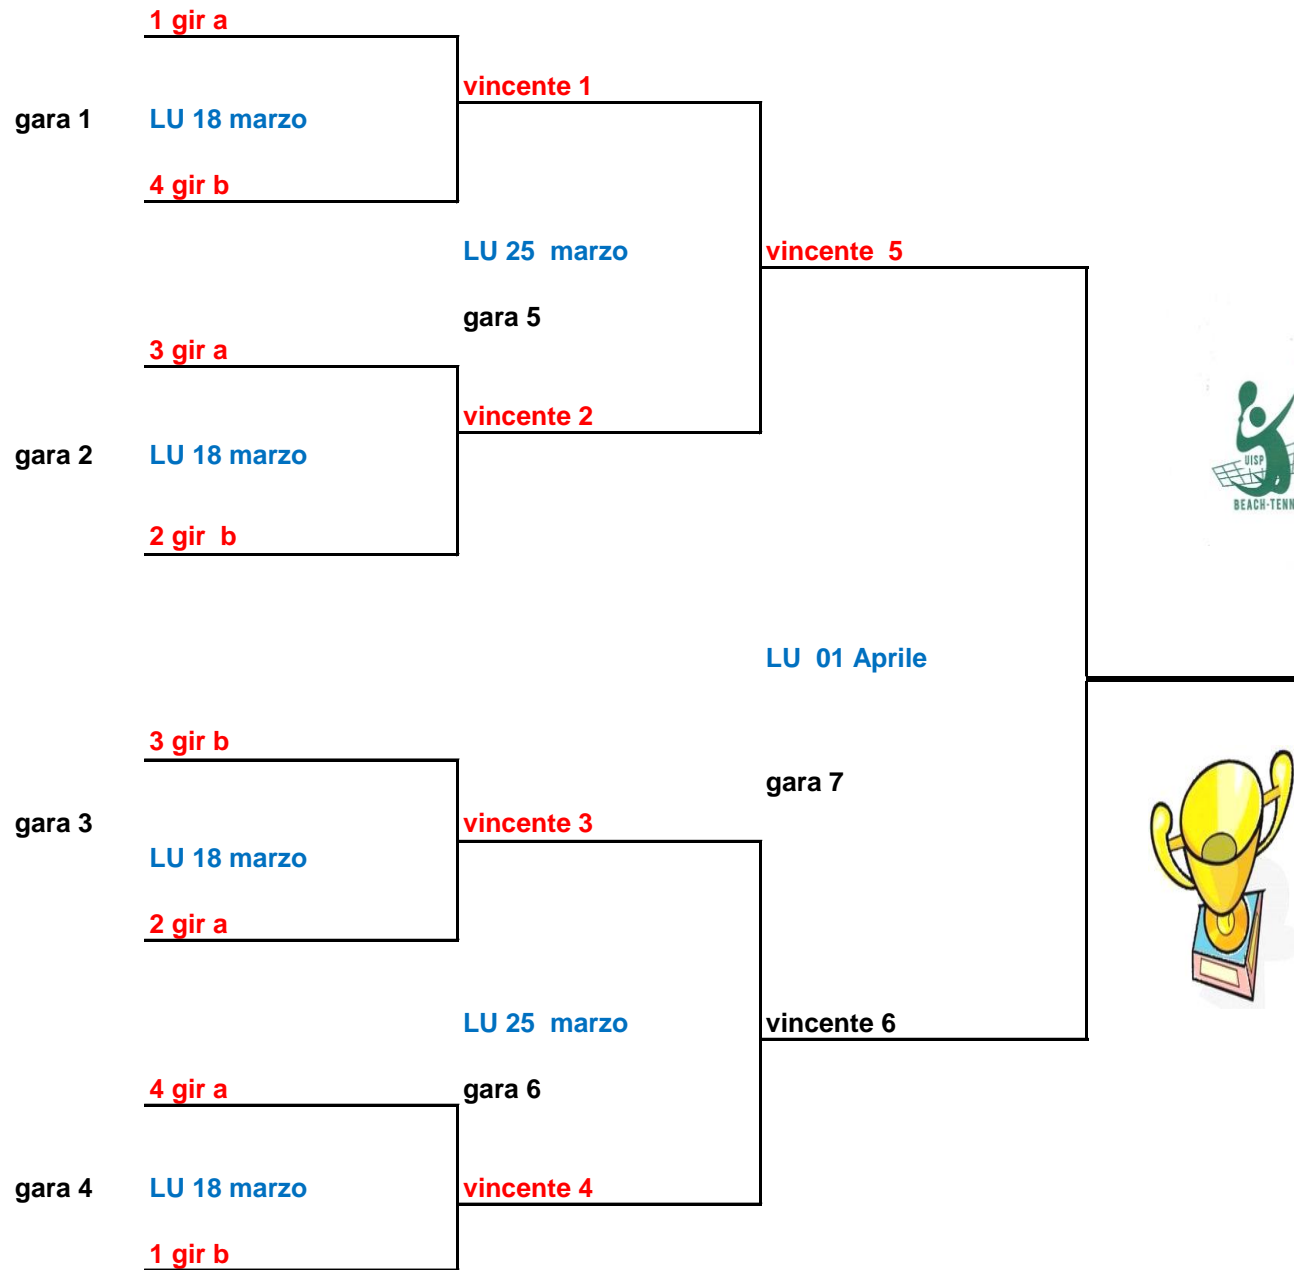 1 gir a
vincente 1
gara 1 LU 18 marzo
4 gir b
LU 25 marzo vincente 5
gara 5
3 gir a
vincente 2
gara 2 LU 18 marzo
UISP
BEACH-TENN
2 gir b
LU 01 Aprile
3 gir b
gara 7
gara 3 vincente 3
LU 18 marzo
2 gir a
LU 25 marzo vincente 6
4 gir a gara 6
gara 4 LU 18 marzo vincente 4
1 gir b